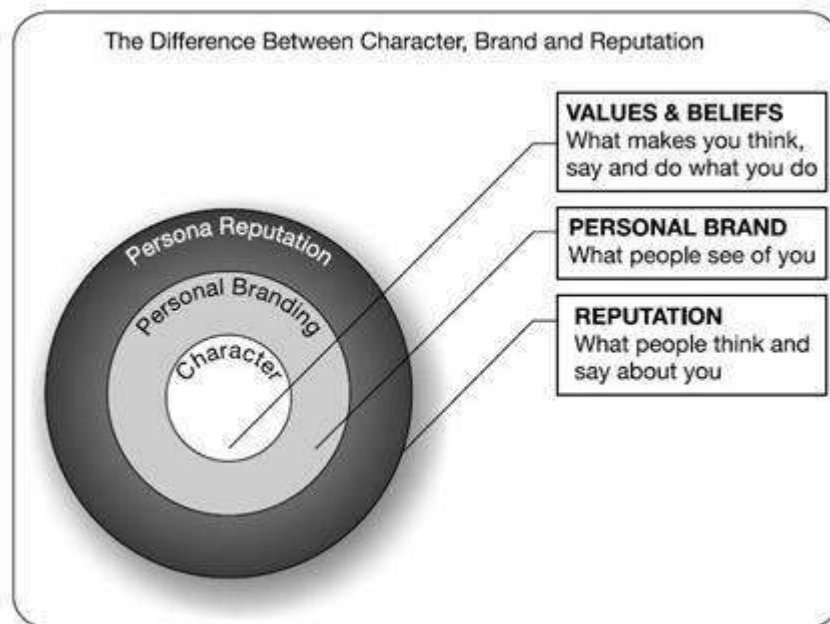 The Difference Between Character, Brand and Reputation
VALUES & BELIEFS
What makes you think,
say and do what you do
PERSONAL BRAND
What people see of you
REPUTATION
What people think and
say about you
Persona Reputation
Personal Branding
Character